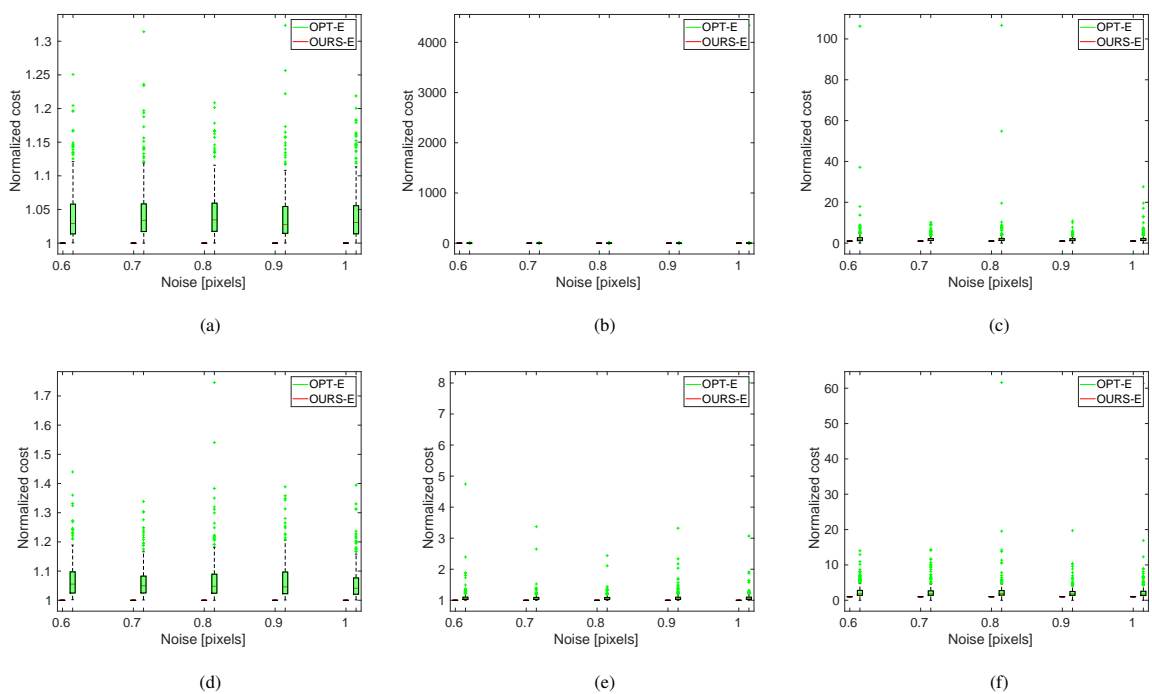 1.3
1.25
1.2
1.15
1.1
1.05
1
Normalized cost
OPT-E
OURS-E
0.6 0.7 0.8 0.9 1
Noise [pixels]
(a)
4000
3000
2000
1000
0
Normalized cost
OPT-E
OURS-E
0.6 0.7 0.8 0.9 1
Noise [pixels]
(b)
100
80
60
40
20
0
Normalized cost
OPT-E
OURS-E
0.6 0.7 0.8 0.9 1
Noise [pixels]
(c)
1.7
1.6
1.5
1.4
1.3
1.2
1.1
1
Normalized cost
OPT-E
OURS-E
0.6 0.7 0.8 0.9 1
Noise [pixels]
(d)
8
7
6
5
4
3
2
1
Normalized cost
OPT-E
OURS-E
0.6 0.7 0.8 0.9 1
Noise [pixels]
(e)
60
50
40
30
20
10
0
Normalized cost
OPT-E
OURS-E
0.6 0.7 0.8 0.9 1
Noise [pixels]
(f)